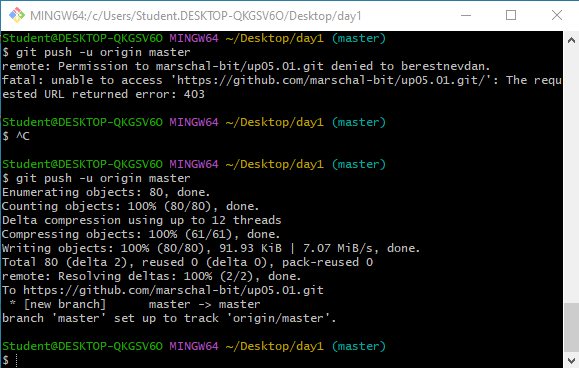 MINGW64:/c/Users/Student.DESKTOP-QKGSV6O/Desktop/day1
Student@DESKTOP-QKGSV6O MINGW64 ~/Desktop/day1 (master)
$ git push -u origin master
remote: Permission to marschal-bit/up05.01.git denied to berestnevdan.
fatal: unable to access 'https://github.com/marschal-bit/up05.01.git/': The requ
ested URL returned error: 403
Student@DESKTOP-QKGSV6O MINGW64 ~/Desktop/day1 (master)
$ ^C
Student@DESKTOP-QKGSV6O MINGW64 ~/Desktop/day1 (master)
$ git push -u origin master
Enumerating objects: 80, done.
Counting objects: 100% (80/80), done.
Delta compression using up to 12 threads
Compressing objects: 100% (61/61), done.
Writing objects: 100% (80/80), 91.93 KiB | 7.07 MiB/s, done.
Total 80 (delta 2), reused 0 (delta 0), pack-reused 0
remote: Resolving deltas: 100% (2/2), done.
To https://github.com/marschal-bit/up05.01.git
 * [new branch]      master -> master
branch 'master' set up to track 'origin/master'.
Student@DESKTOP-QKGSV6O MINGW64 ~/Desktop/day1 (master)
$